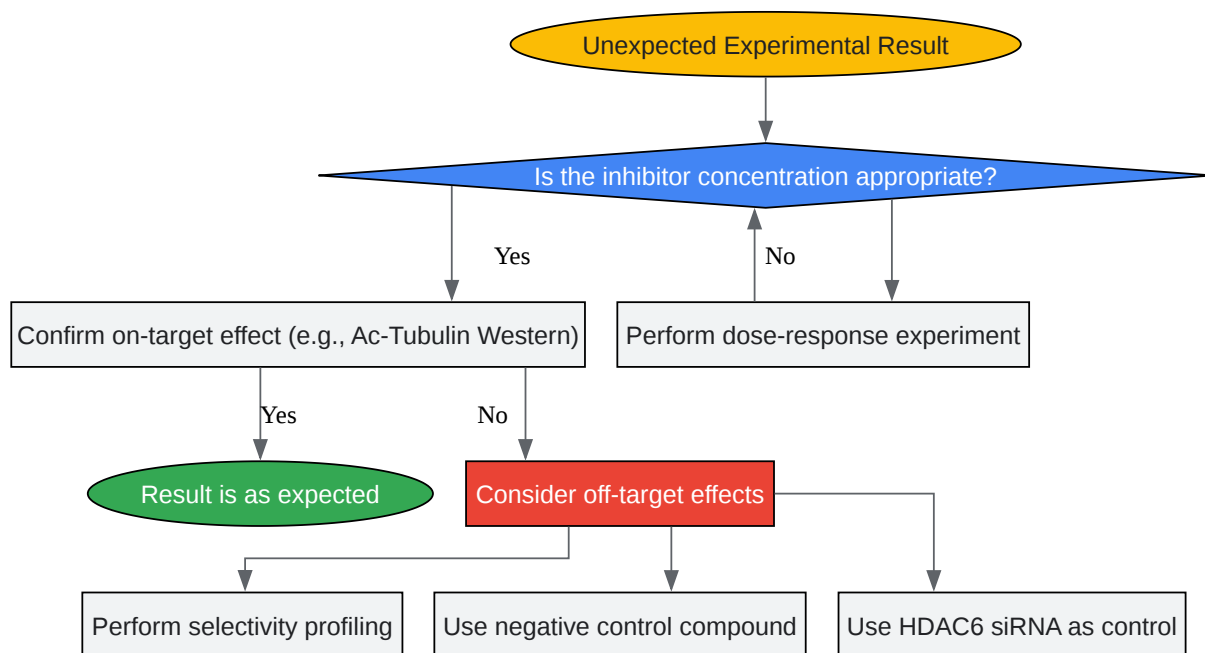 Unexpected Experimental Result
Is the inhibitor concentration appropriate?
Yes
No
Confirm on-target effect (e.g., Ac-Tubulin Western)
Perform dose-response experiment
Yes
No
Result is as expected
Consider off-target effects
Perform selectivity profiling
Use negative control compound
Use HDAC6 siRNA as control